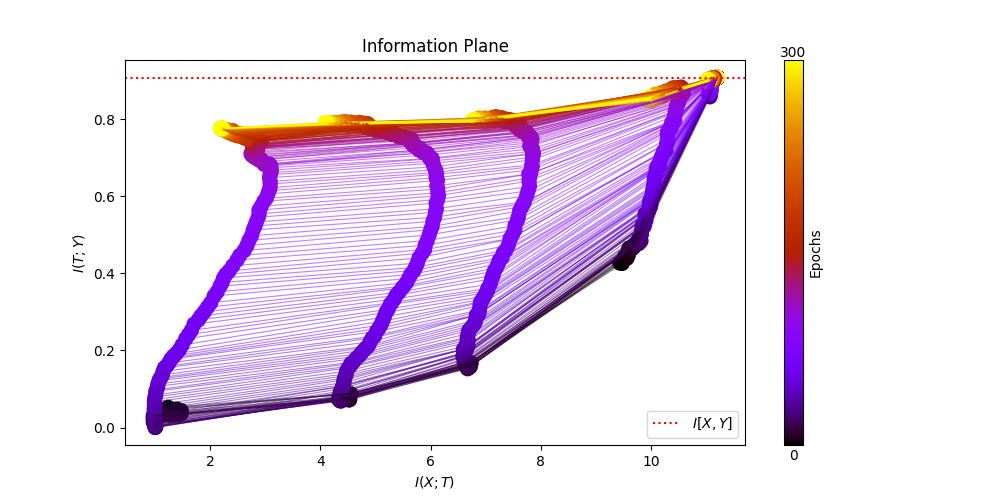 Information Plane
300
0.8
0.6
0.4
0.2
0.0
I(T; Y)
Epochs
I[X, Y]
0
2 4 6 8 10
I(X; T)